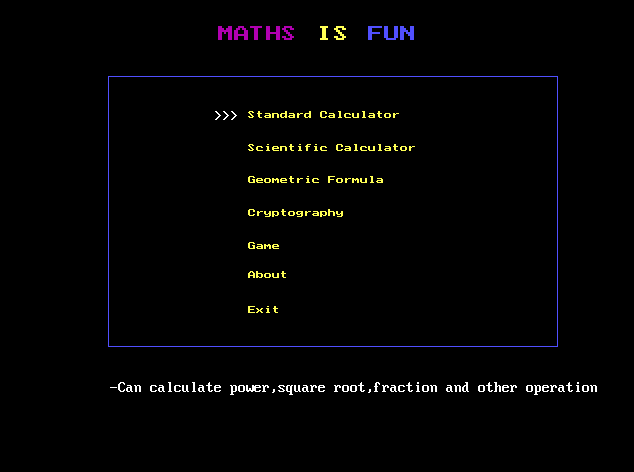 MATHS IS FUN
>>> Standard Calculator
Scientific Calculator
Geometric Formula
Cryptography
Game
About
Exit
-Can calculate power,square root,fraction and other operation